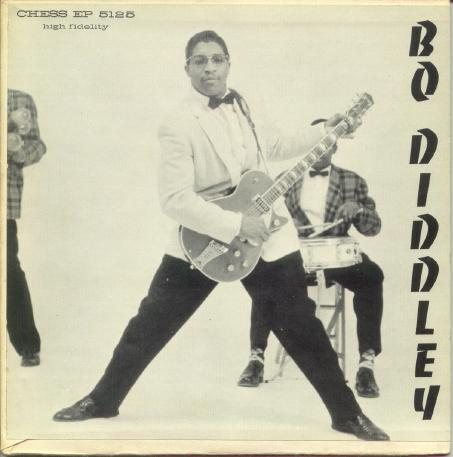 CHESS EP 5125
high fidelity
BO DIDDLEY